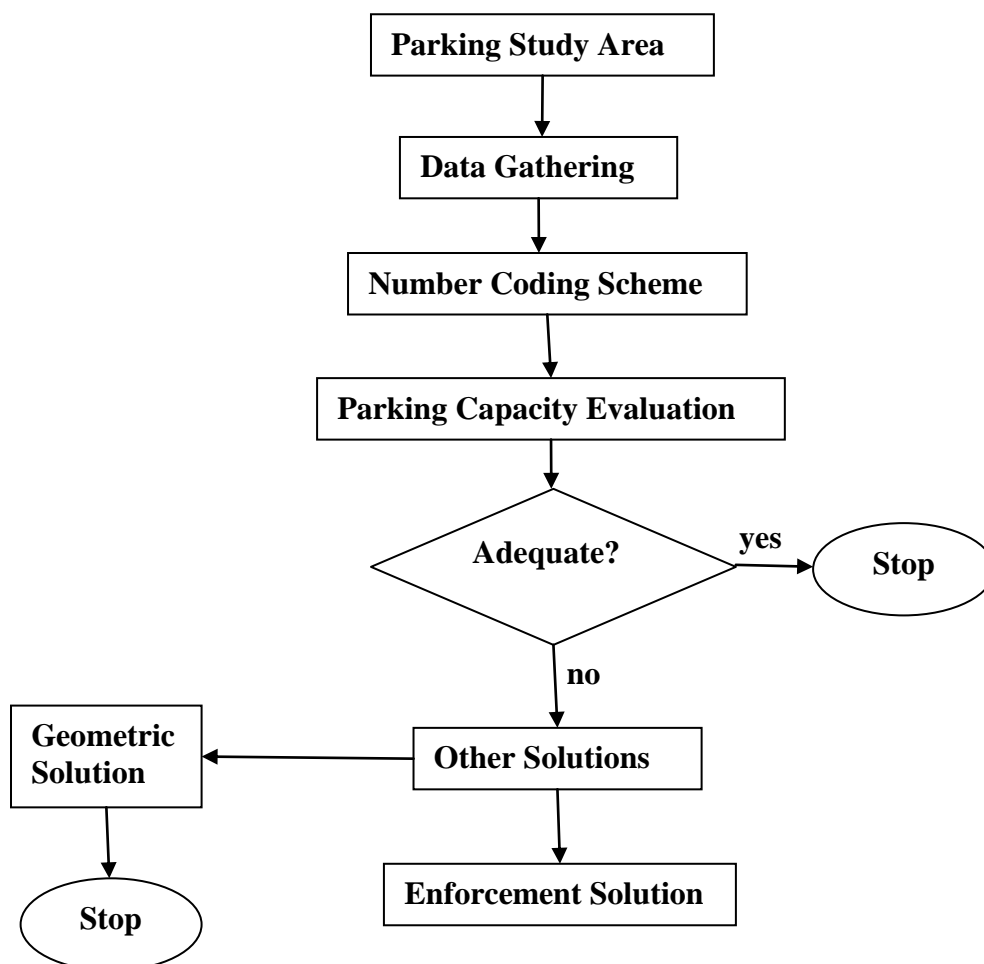 Parking Study Area
Data Gathering
Number Coding Scheme
Parking Capacity Evaluation
Adequate?
yes
Stop
no
Geometric
Solution
Other Solutions
Enforcement Solution
Stop